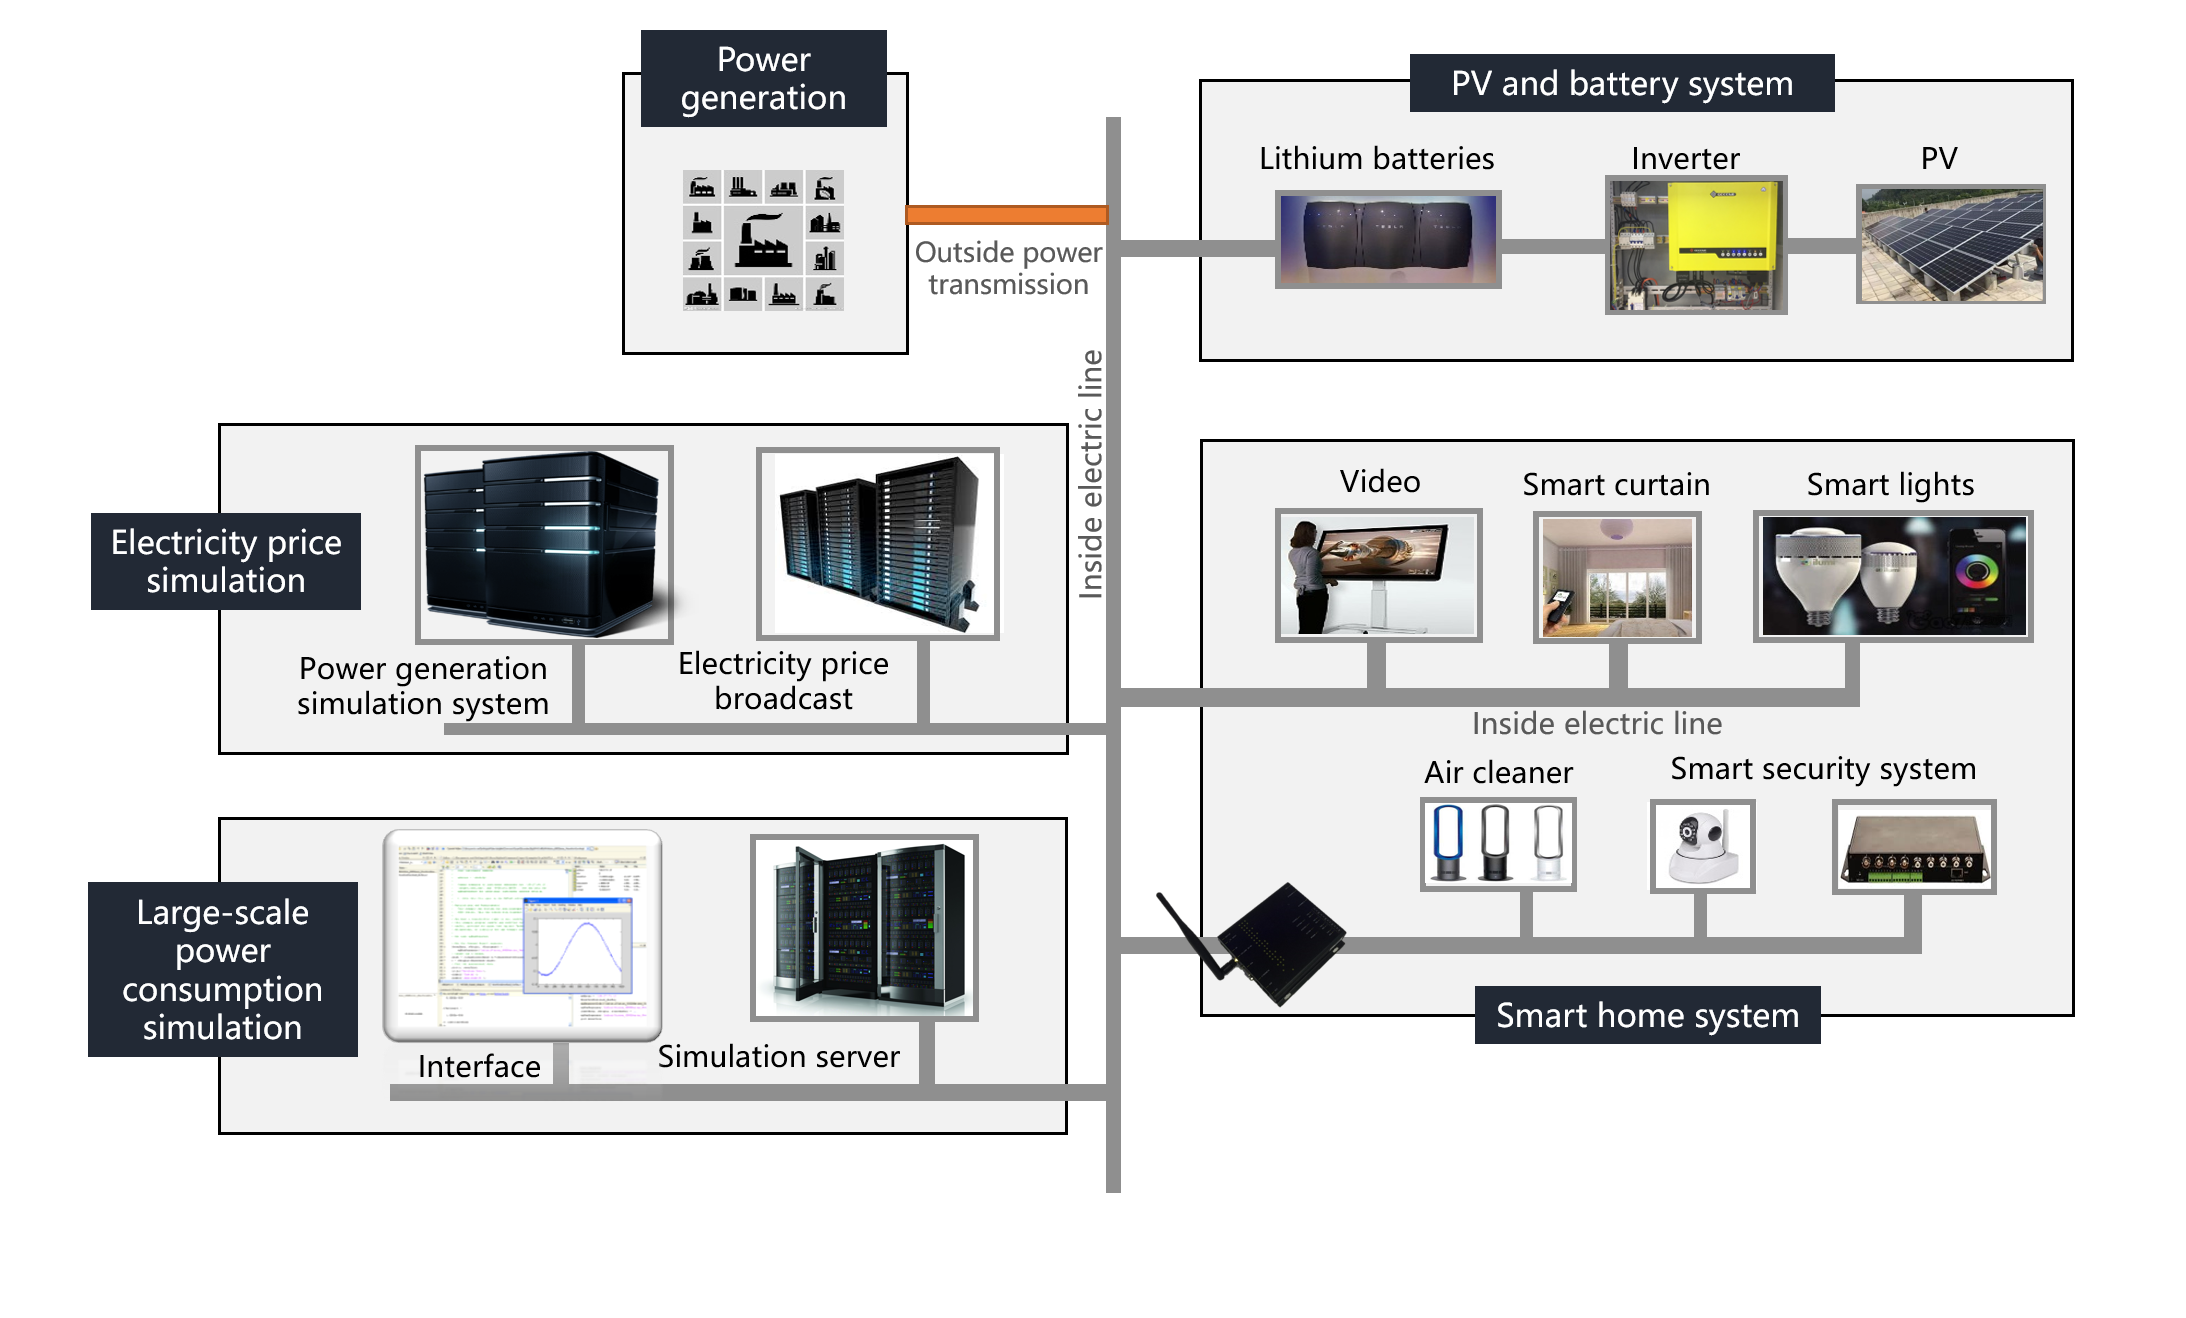 Power
generation
PV and battery system
Lithium batteries
Inverter
PV
TESLA
Outside power
transmission
Inside electric line
Electricity price
simulation
Power generation
simulation system
Electricity price
broadcast
Video
Smart curtain
Smart lights
ilumi
Inside electric line
Air cleaner
Smart security system
Large-scale
power
consumption
simulation
Interface
Simulation server
Smart home system